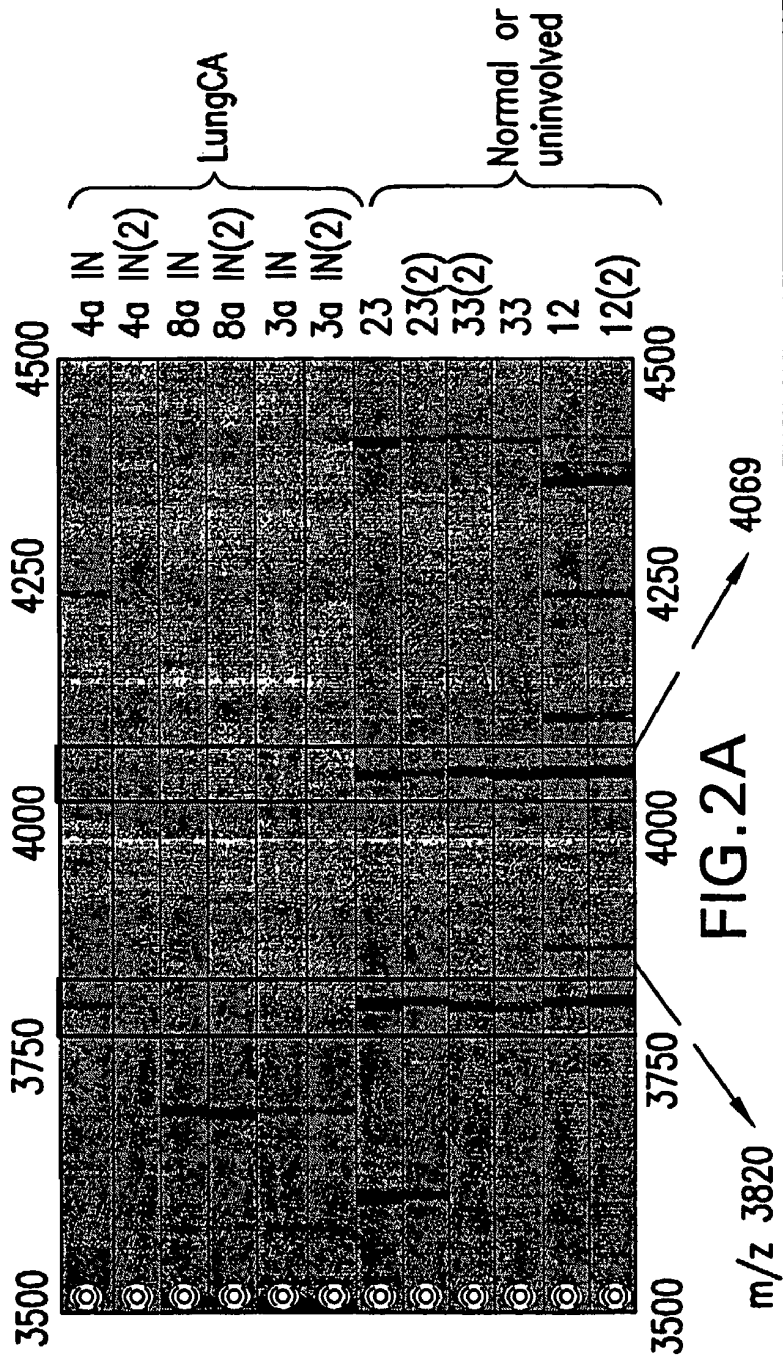 3500 3750 4000 4250 4500
4a IN
4a IN(2)
8a IN
8a IN(2)
3a IN
3a IN(2)
LungCA
23
23(2)
33(2)
33
12
12(2)
Normal or
uninvolved
3500 3750 4000 4250 4500
m/z 3820
4069
FIG.2A